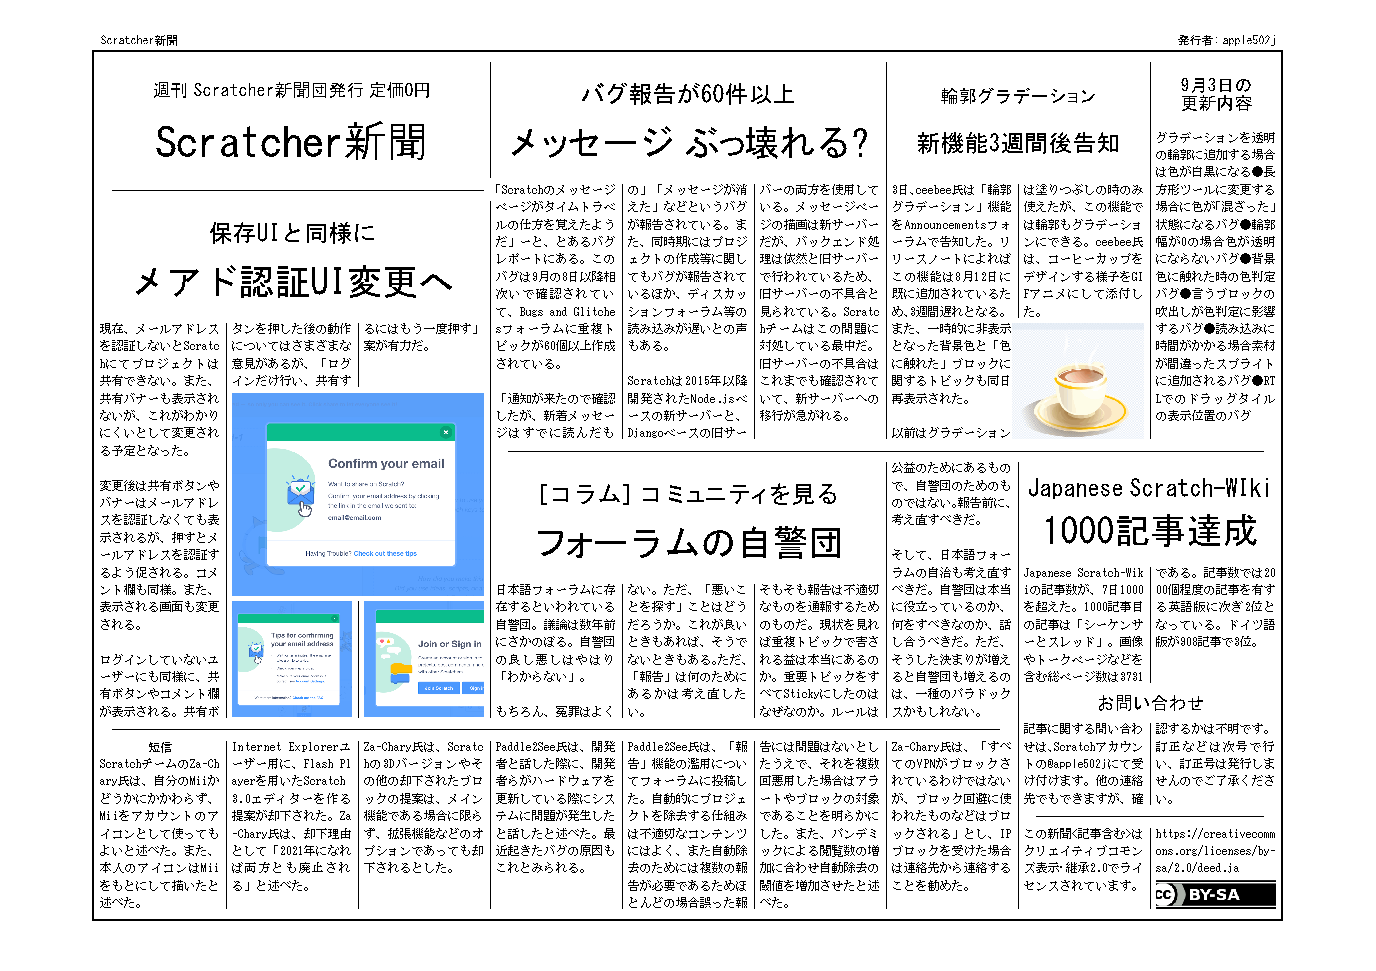 Scratcher新聞
発行者: apple502j
週刊 Scratcher新聞団発行 定価0円
Scratcher新聞
保存UIと同様に
メアド認証UI変更へ
現在、メールアドレス
を認証しないとScratc
hにてプロジェクトは
共有できない。また、
共有バナーも表示され
ないが、これがわかり
にくいとして変更され
る予定となった。
変更後は共有ボタンや
バナーはメールアドレ
スを認証しなくても表
示されるが、押すとメ
ールアドレスを認証す
るよう促される。コメ
ント欄も同様。また、
表示される画面も変更
される。
ログインしていないユ
ーザーにも同様に、共
有ボタンやコメント欄
が表示される。共有ボ
タンを押した後の動作
についてはさまざまな
意見があるが、「ログ
インだけ行い、共有す
るにはもう一度押す」
案が有力だ。
Confirm your email
Want to share on Scratch?
Confirm your email address by clicking
the link in the email we sent to:
email@email.com
Having Trouble? Check out these tips
Tips for confirming
your email address
Join or Sign in
Join Scratch
Sign in
バグ報告が60件以上
メッセージ ぶっ壊れる?
「Scratchのメッセージ
ページがタイムトラベ
ルの仕方を覚えたよう
だ」ーと、とあるバグ
レポートにある。この
バグは9月の8日以降相
次いで確認されてい
て、Bugs and Glitche
sフォーラムに重複ト
ピックが60個以上作成
されている。
「通知が来たので確認
したが、新着メッセー
ジはすでに読んだも
の」「メッセージが消
えた」などというバグ
が報告されている。ま
た、同時期にはプロジ
ェクトの作成等に関し
てもバグが報告されて
いるほか、ディスカッ
ションフォーラム等の
読み込みが遅いとの声
もある。
Scratchは2015年以降
開発されたNode.jsベ
ースの新サーバーと、
Djangoベースの旧サー
バーの両方を使用して
いる。メッセージペー
ジの描画は新サーバー
だが、バックエンド処
理は依然と旧サーバー
で行われているため、
旧サーバーの不具合と
見られている。Scratc
hチームはこの問題に
対処している最中だ。
旧サーバーの不具合は
これまでも確認されて
いて、新サーバーへの
移行が急がれる。
輪郭グラデーション
新機能3週間後告知
3日、ceebee氏は「輪郭
グラデーション」機能
をAnnouncementsフォ
ーラムで告知した。リ
リースノートによれば
この機能は8月12日に
既に追加されているた
め、3週間遅れとなる。
また、一時的に非表示
となった背景色と「色
に触れた」ブロックに
関するトピックも同日
再表示された。
以前はグラデーション
は塗りつぶしの時のみ
使えたが、この機能で
は輪郭もグラデーショ
ンにできる。ceebee氏
は、コーヒーカップを
デザインする様子をGI
Fアニメにして添付し
た。
9月3日の
更新内容
グラデーションを透明
の輪郭に追加する場合
は色が白黒になる●長
方形ツールに変更する
場合に色が「混ざった」
状態になるバグ●輪郭
幅が0の場合色が透明
にならないバグ●背景
色に触れた時の色判定
バグ●言うブロックの
吹出しが色判定に影響
するバグ●読み込みに
時間がかかる場合素材
が間違ったスプライト
に追加されるバグ●RT
Lでのドラッグタイル
の表示位置のバグ
[コラム] コミュニティを見る
フォーラムの自警団
日本語フォーラムに存
在するといわれている
自警団。議論は数年前
にさかのぼる。自警団
の良し悪しはやはり
「わからない」。
もちろん、冤罪はよく
ない。ただ、「悪いこ
とを探す」ことはどう
だろうか。これが良い
ときもあれば、そうで
ないときもある。ただ、
「報告」は何のために
あるかは考え直した
い。
そもそも報告は不適切
なものを通報するため
のものだ。現状を見れ
ば重複トピックで害さ
れる益は本当にあるの
か。重要トピックをす
べてStickyにしたのは
なぜなのか。ルールは
公益のためにあるもの
で、自警団のためのも
のではない。報告前に、
考え直すべきだ。
そして、日本語フォー
ラムの自治も考え直す
べきだ。自警団は本当
に役立っているのか、
何をすべきなのか、話
し合うべきだ。ただ、
そうした決まりが増え
ると自警団も増えるの
は、一種のパラドック
スかもしれない。
Japanese Scratch-Wiki
1000記事達成
Japanese Scratch-Wik
iの記事数が、7日1000
を超えた。1000記事目
の記事は「シーケンサ
ーとスレッド」。画像
やトークページなどを
含む総ページ数は3731
である。記事数では20
00個程度の記事を有す
る英語版に次ぎ2位と
なっている。ドイツ語
版が908記事で3位。
お問い合わせ
記事に関する問い合わ
せは、Scratchアカウン
トの@apple502jにて受
け付けます。他の連絡
先でもできますが、確
認するかは不明です。
訂正などは次号で行
い、訂正号は発行しま
せんのでご了承くださ
い。
短信
ScratchチームのZa-Ch
ary氏は、自分のMiiか
どうかにかかわらず、
Miiをアカウントのア
イコンとして使っても
よいと述べた。また、
本人のアイコンはMii
をもとにして描いたと
述べた。
Internet Explorerユ
ーザー用に、Flash Pl
ayerを用いたScratch
3.0エディターを作る
提案が却下された。Za
-Chary氏は、却下理由
として「2021年になれ
ば両方とも廃止され
る」と述べた。
Za-Chary氏は、Scratc
hの3Dバージョンやそ
の他の却下されたブロ
ックの提案は、メイン
機能である場合に限ら
ず、拡張機能などのオ
プションであっても却
下されるとした。
Paddle2See氏は、開発
者と話した際に、開発
者らがハードウェアを
更新している際にシス
テムに問題が発生した
と話したと述べた。最
近起きたバグの原因も
これとみられる。
Paddle2See氏は、「報
告」機能の濫用につい
てフォーラムに投稿し
た。自動的にプロジェ
クトを除去する仕組み
は不適切なコンテンツ
にはよく、また自動除
去のためには複数の報
告が必要であるためほ
とんどの場合誤った報
告には問題はないとし
たうえで、それを複数
回悪用した場合はアラ
ートやブロックの対象
であることを明らかに
した。また、パンデミ
ックによる閲覧数の増
加に合わせ自動除去の
閾値を増加させたと述
べた。
Za-Chary氏は、「すべ
てのVPNがブロックさ
れているわけではない
が、ブロック回避に使
われたものなどはブロ
ックされる」とし、IP
ブロックを受けた場合
は連絡先から連絡する
ことを勧めた。
この新聞<記事含む>は
クリエイティブコモン
ズ表示・継承2.0でライ
センスされています。
https://creativecomm
ons.org/licenses/by-
sa/2.0/deed.ja
cc BY-SA